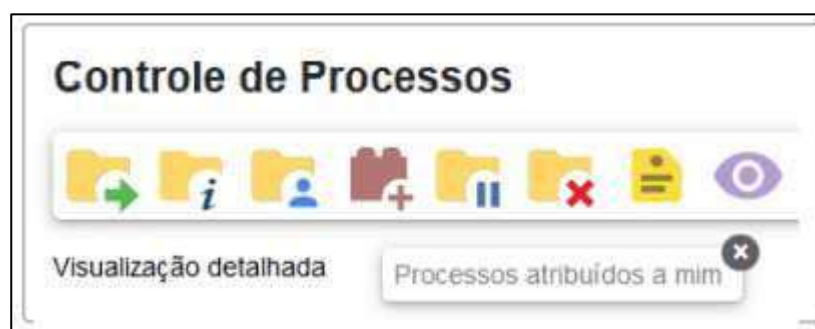 Controle de Processos
Visualização detalhada
Processos atribuídos a mim